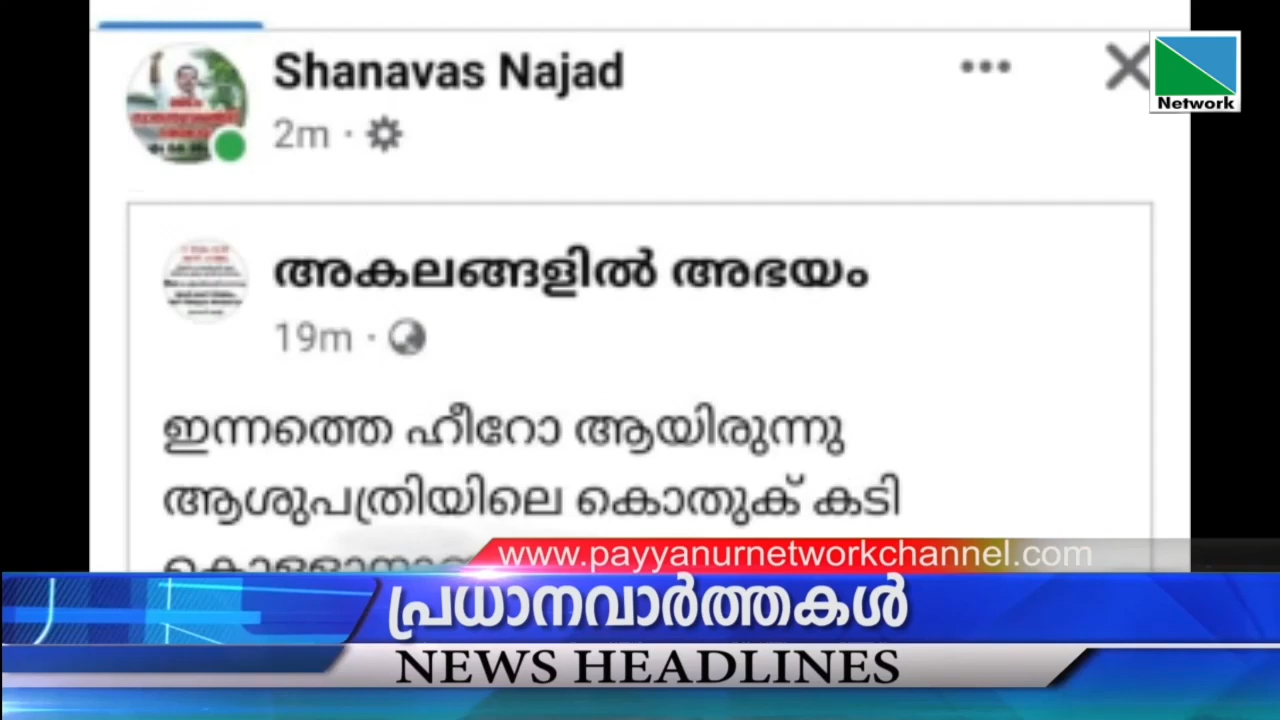 Shanavas Najad
Network
2m
അകലങ്ങളിൽ അഭയം
19m
ഇന്നത്തെ ഹീറോ ആയിരുന്നു
ആശുപത്രിയിലെ കൊതുക് കടി
www.payyanurnetworkchannel.com
പ്രധാനവാർത്തകൾ
NEWS HEADLINES